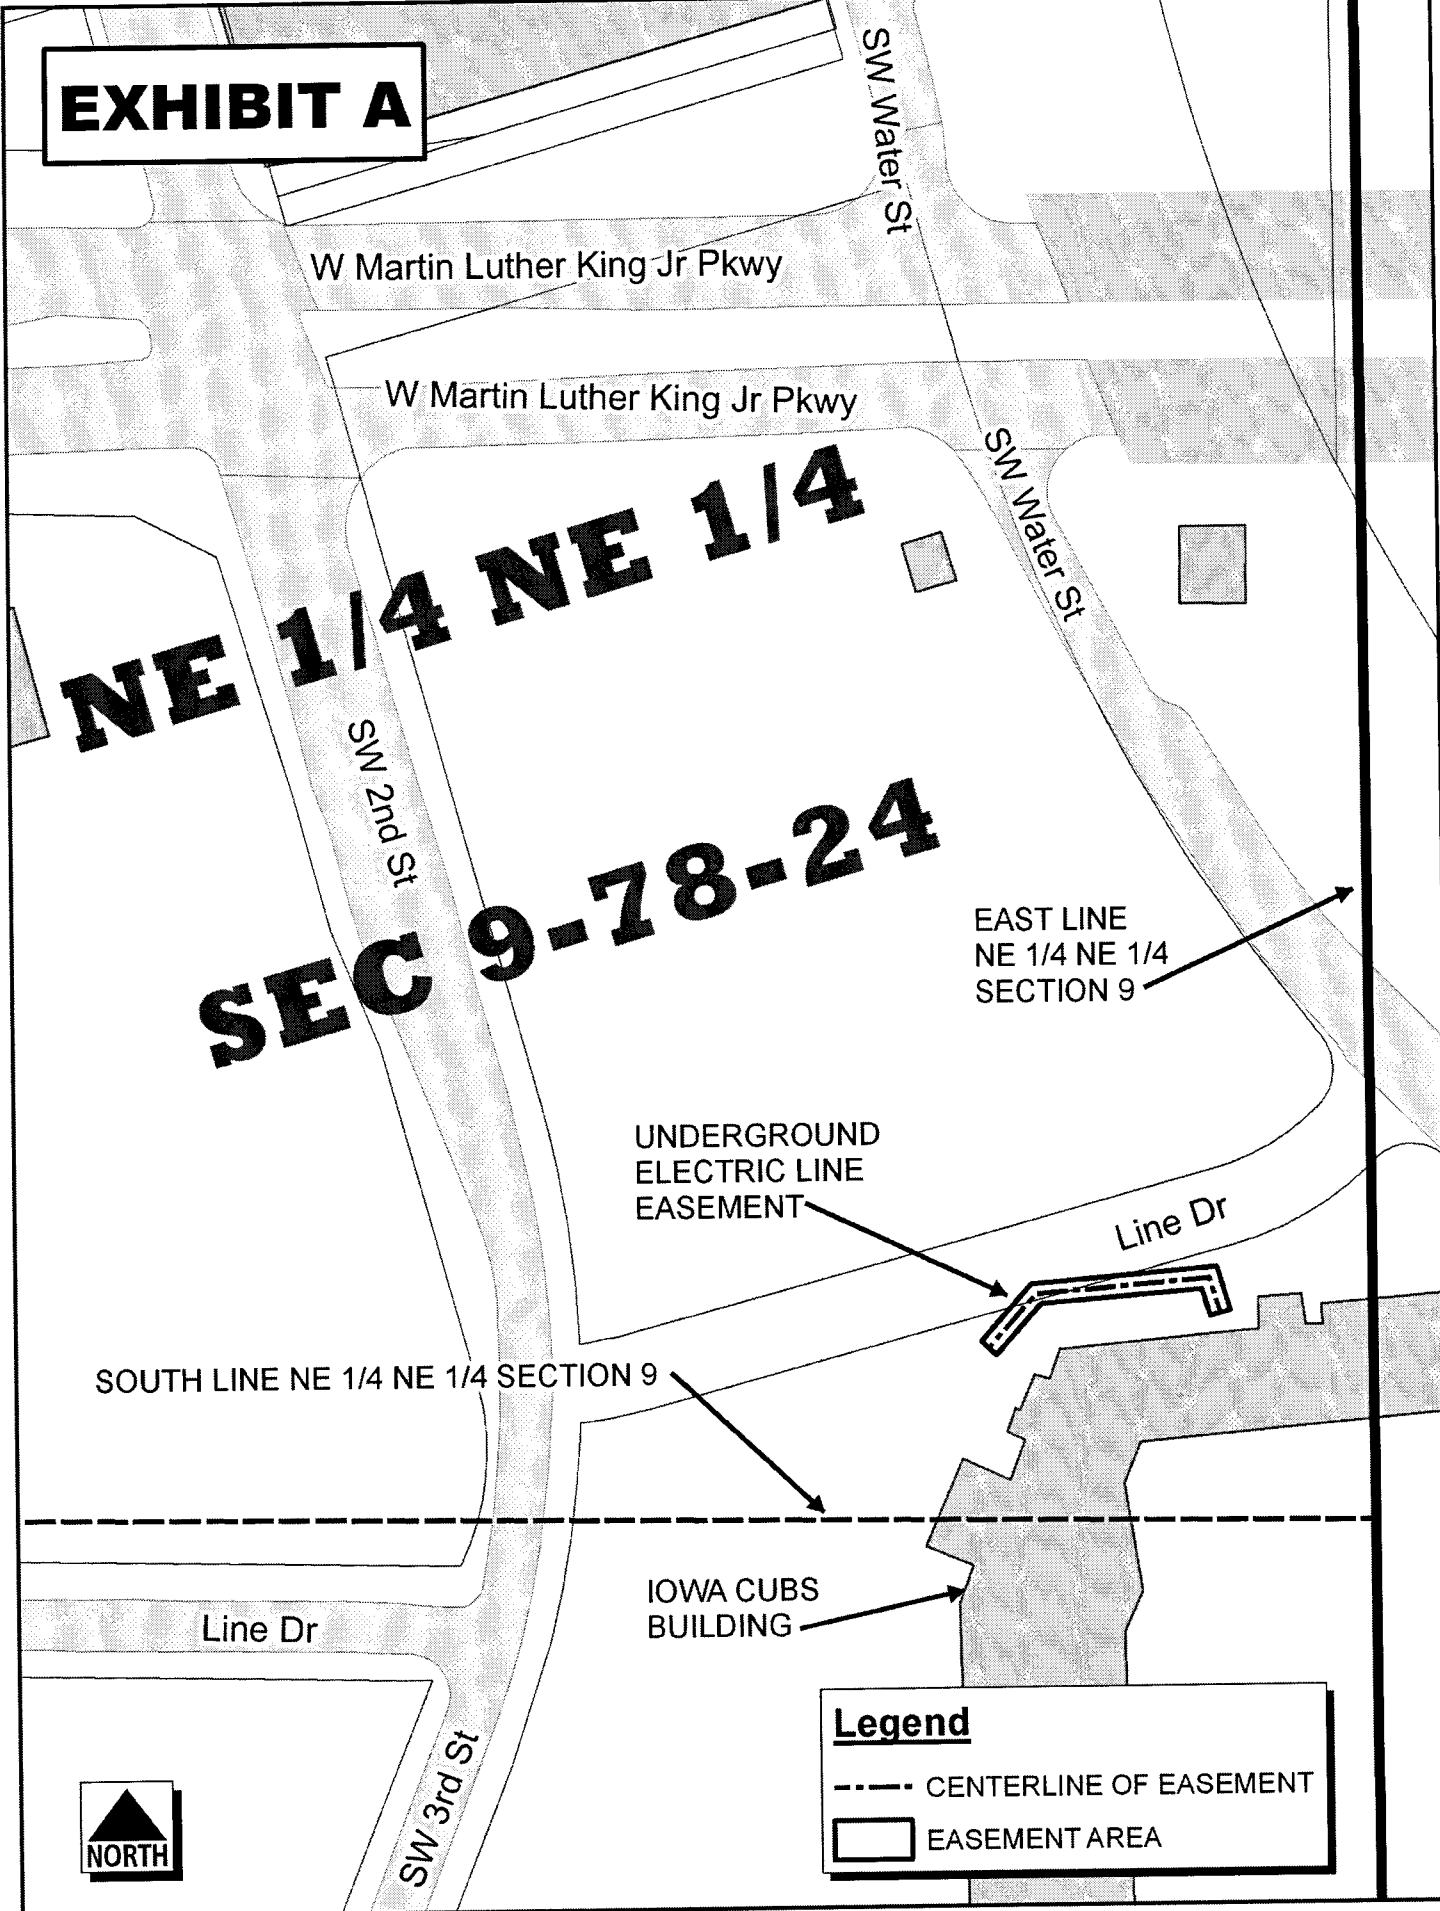 EXHIBIT A
SW Water St
W Martin Luther King Jr Pkwy
W Martin Luther King Jr Pkwy
SW Water St
NE 1/4 NE 1/4
SW 2nd St
SEC 9-78-24
EAST LINE
NE 1/4 NE 1/4
SECTION 9
UNDERGROUND
ELECTRIC LINE
EASEMENT
Line Dr
SOUTH LINE NE 1/4 NE 1/4 SECTION 9
IOWA CUBS
BUILDING
Line Dr
SW 3rd St
NORTH
Legend
CENTERLINE OF EASEMENT
EASEMENT AREA